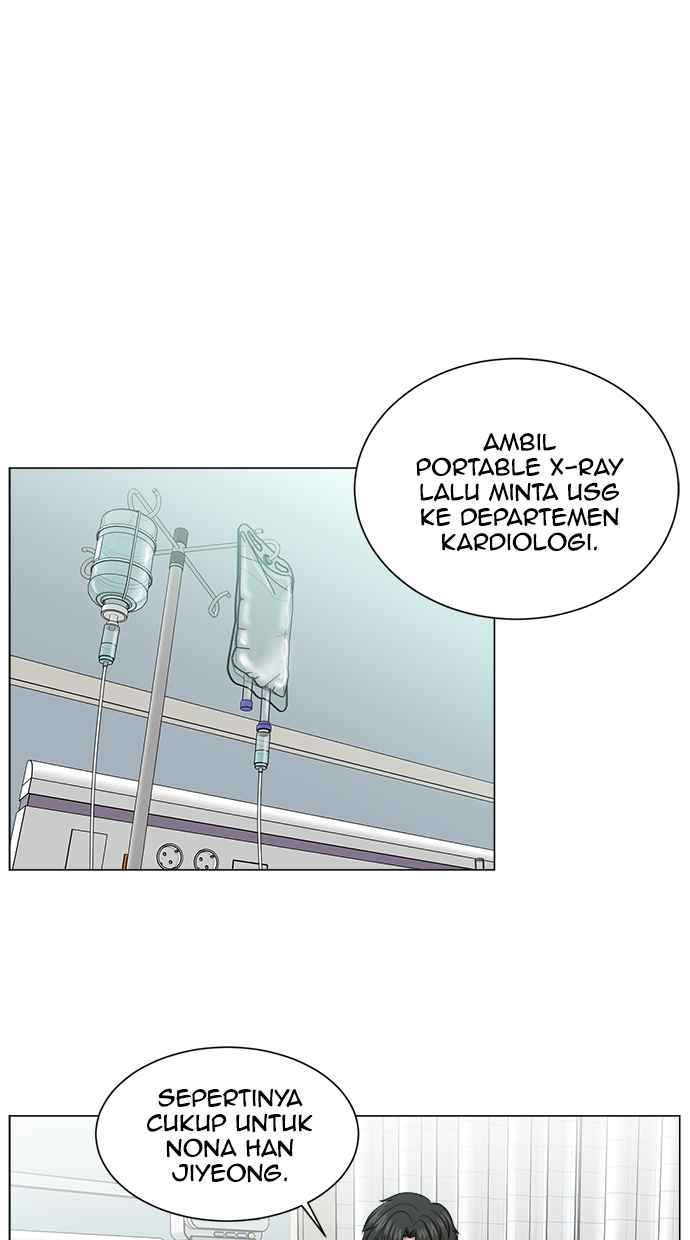 AMBIL
PORTABLE X-RAY
LALU MINTA USG
KE DEPARTEMEN
KARDIOLOGI.
SEPERTINYA
CUKUP UNTUK
NONA HAN
JIYEONG.